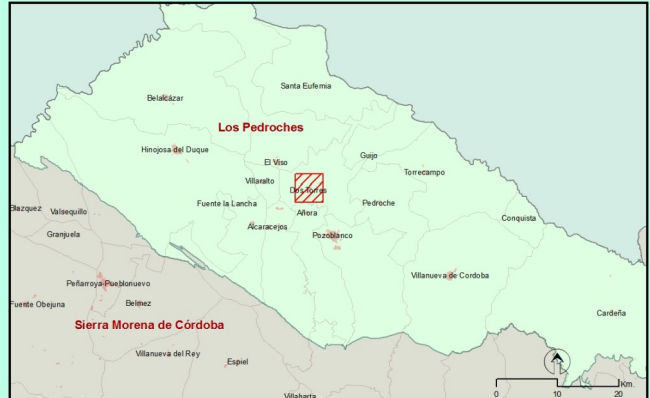 Santa Eufemia
Belalcázar
Los Pedroches
Hinojosa del Duque
Guijo
El Viso
Torrecampo
Villaralto
Dos Torres
Fuente la Lancha
Pedroche
Blazquez
Valsequillo
Añora
Conquista
Alcaracejos
Granjuela
Pozoblanco
Villanueva de Cordoba
Peñarroya-Pueblonuevo
Fuente Obejuna
Belmez
Cardeña
Sierra Morena de Córdoba
Villanueva del Rey
Espiel
Km.
0 10 20
Villaharta